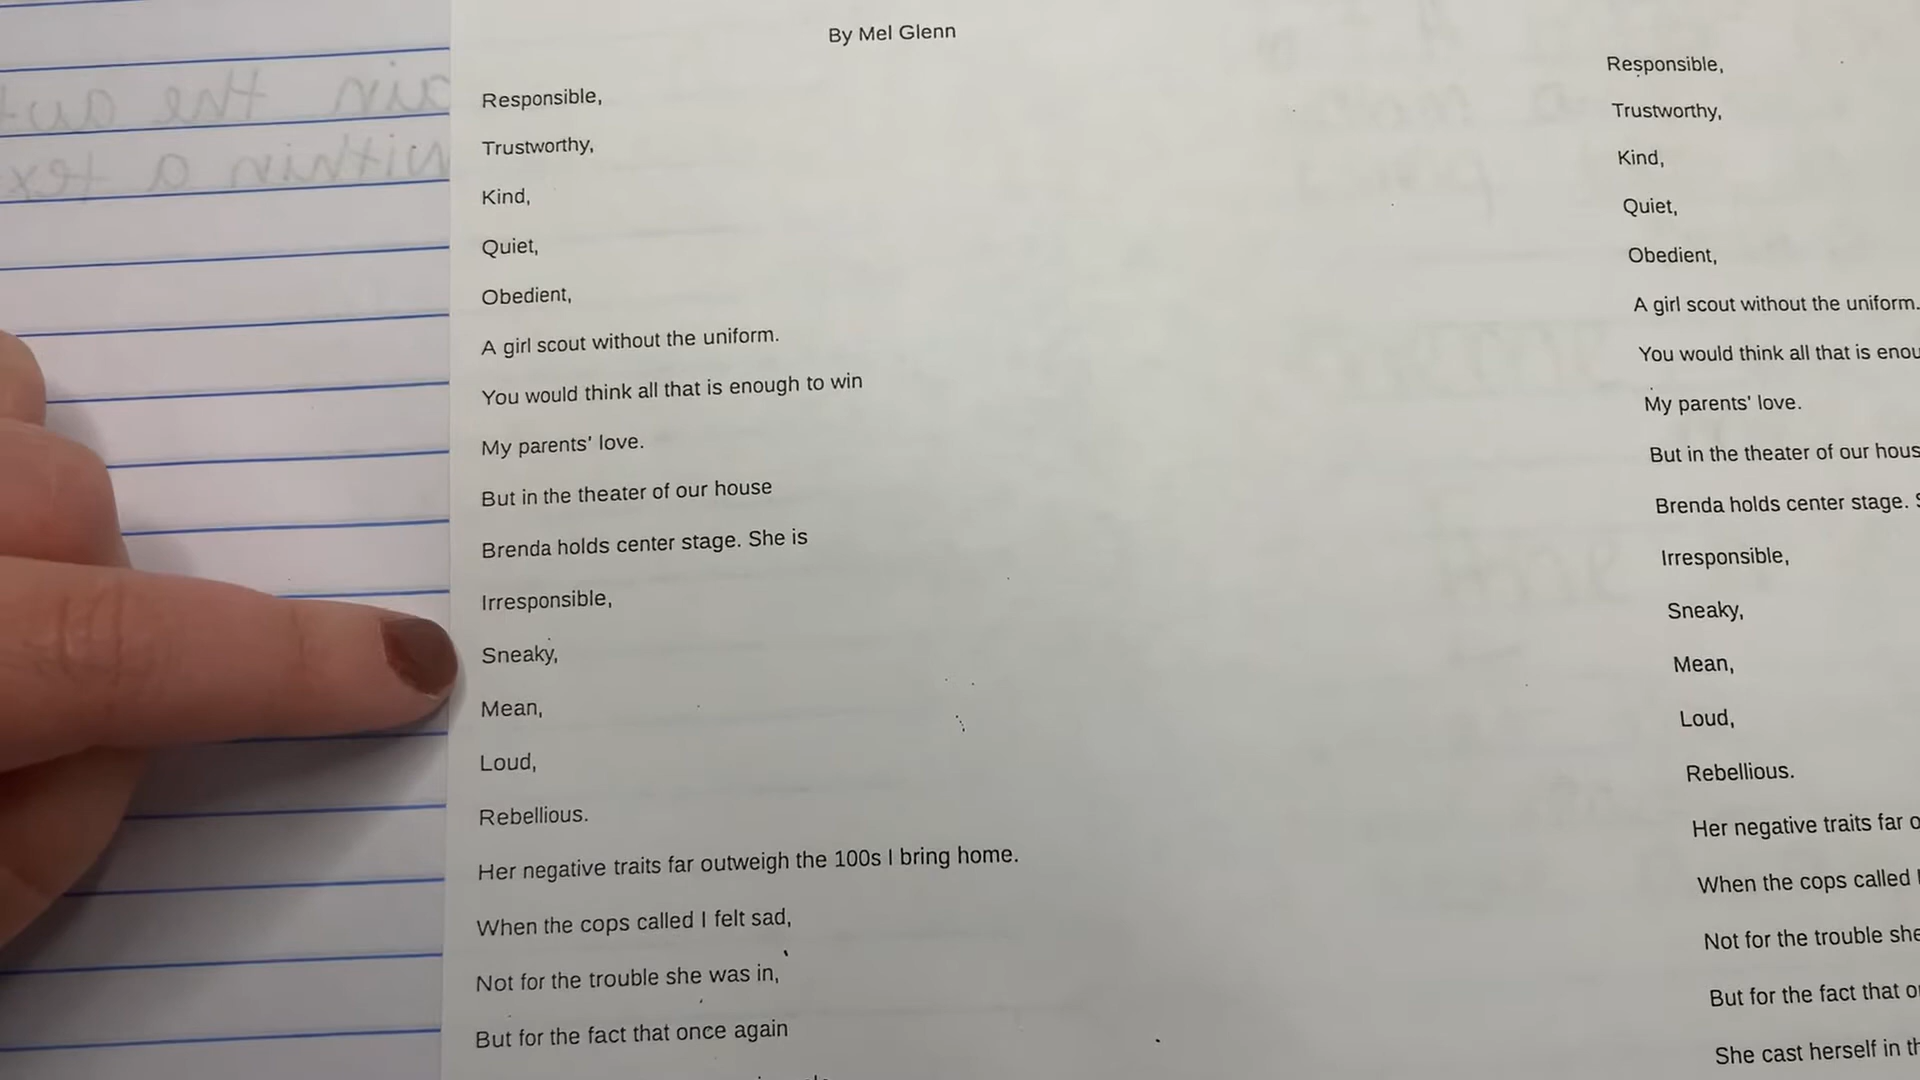 By Mel Glenn
Responsible,
Trustworthy,
Kind,
Quiet,
Obedient,
A girl scout without the uniform.
You would think all that is enough to win
My parents' love.
But in the theater of our house
Brenda holds center stage. She is
Irresponsible,
Sneaky,
Mean,
Loud,
Rebellious.
Her negative traits far outweigh the 100s I bring home.
When the cops called I felt sad,
Not for the trouble she was in,
But for the fact that once again
Responsible,
Trustworthy,
Kind,
Quiet,
Obedient,
A girl scout without the uniform.
You would think all that is
My parents' love.
But in the theater of our
Brenda holds center stage.
Irresponsible,
Sneaky,
Mean,
Loud,
Rebellious.
Her negative traits far
When the cops called
Not for the trouble she
But for the fact that
She cast herself in